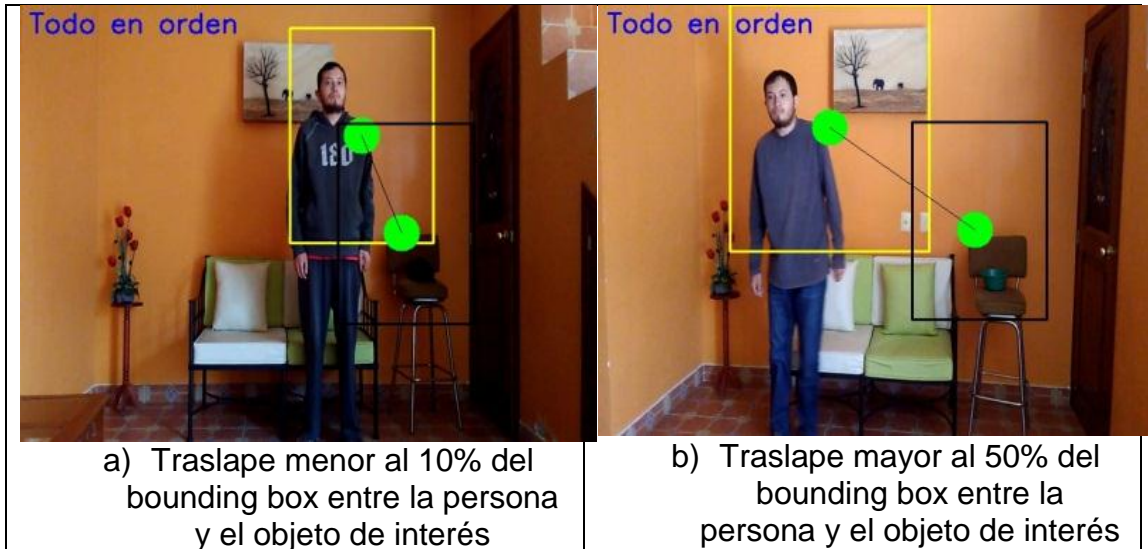 Todo en orden
180
a) Traslape menor al 10% del
bounding box entre la persona
y el objeto de interés
Todo en orden
b) Traslape mayor al 50% del
bounding box entre la
persona y el objeto de interés